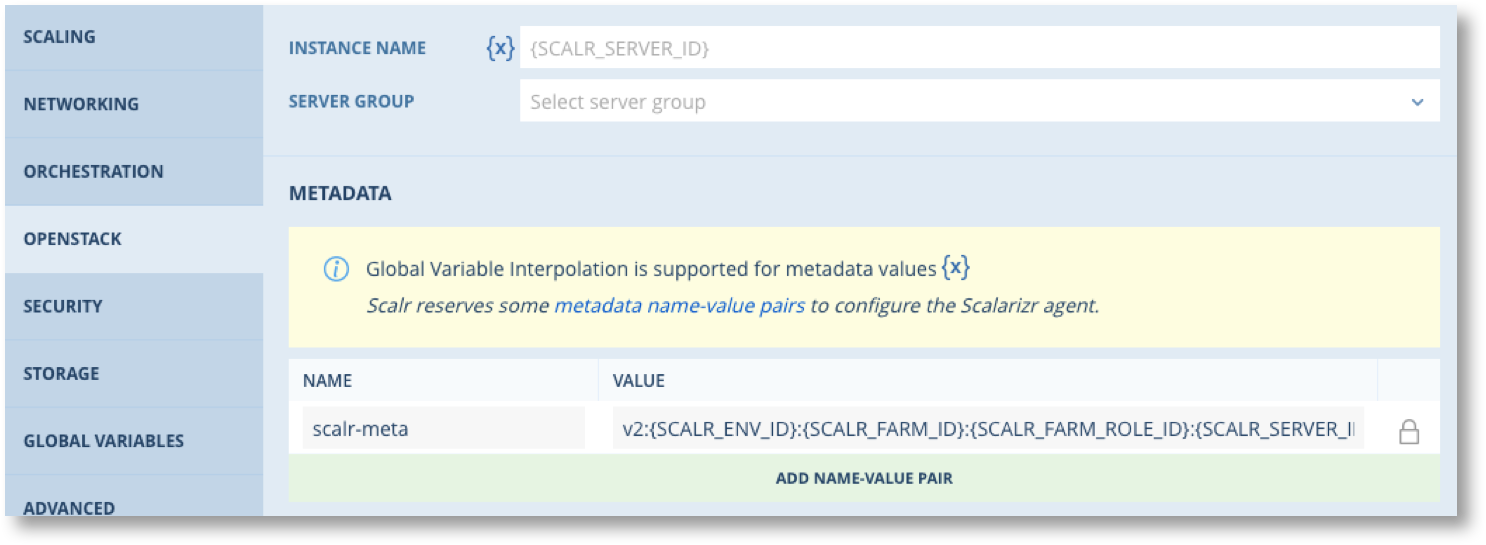 SCALING
NETWORKING
ORCHESTRATION
OPENSTACK
SECURITY
STORAGE
GLOBAL VARIABLES
ADVANCED
INSTANCE NAME {x} {SCALR_SERVER_ID}
SERVER GROUP Select server group
METADATA
i Global Variable Interpolation is supported for metadata values {x}
Scalr reserves some metadata name-value pairs to configure the Scalarizr agent.
NAME VALUE
scalr-meta v2:{SCALR_ENV_ID}:{SCALR_FARM_ID}:{SCALR_FARM_ROLE_ID}:{SCALR_SERVER_I
ADD NAME-VALUE PAIR